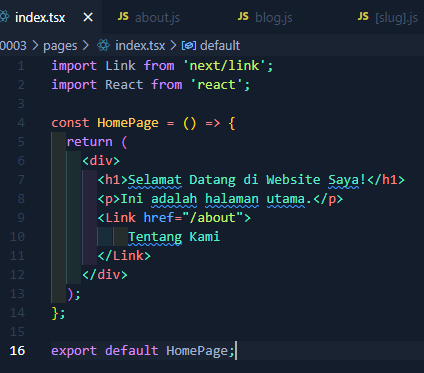 index.tsx × JS about.js JS blog.js JS [slug].js
0003 > pages > index.tsx > default
1 import Link from 'next/link';
2 import React from 'react';
3
4 const HomePage = () => {
5   return (
6     <div>
7       <h1>Selamat Datang di Website Saya!</h1>
8       <p>Ini adalah halaman utama.</p>
9       <Link href="/about">
10           Tentang Kami
11       </Link>
12     </div>
13   );
14 };
15
16 export default HomePage;